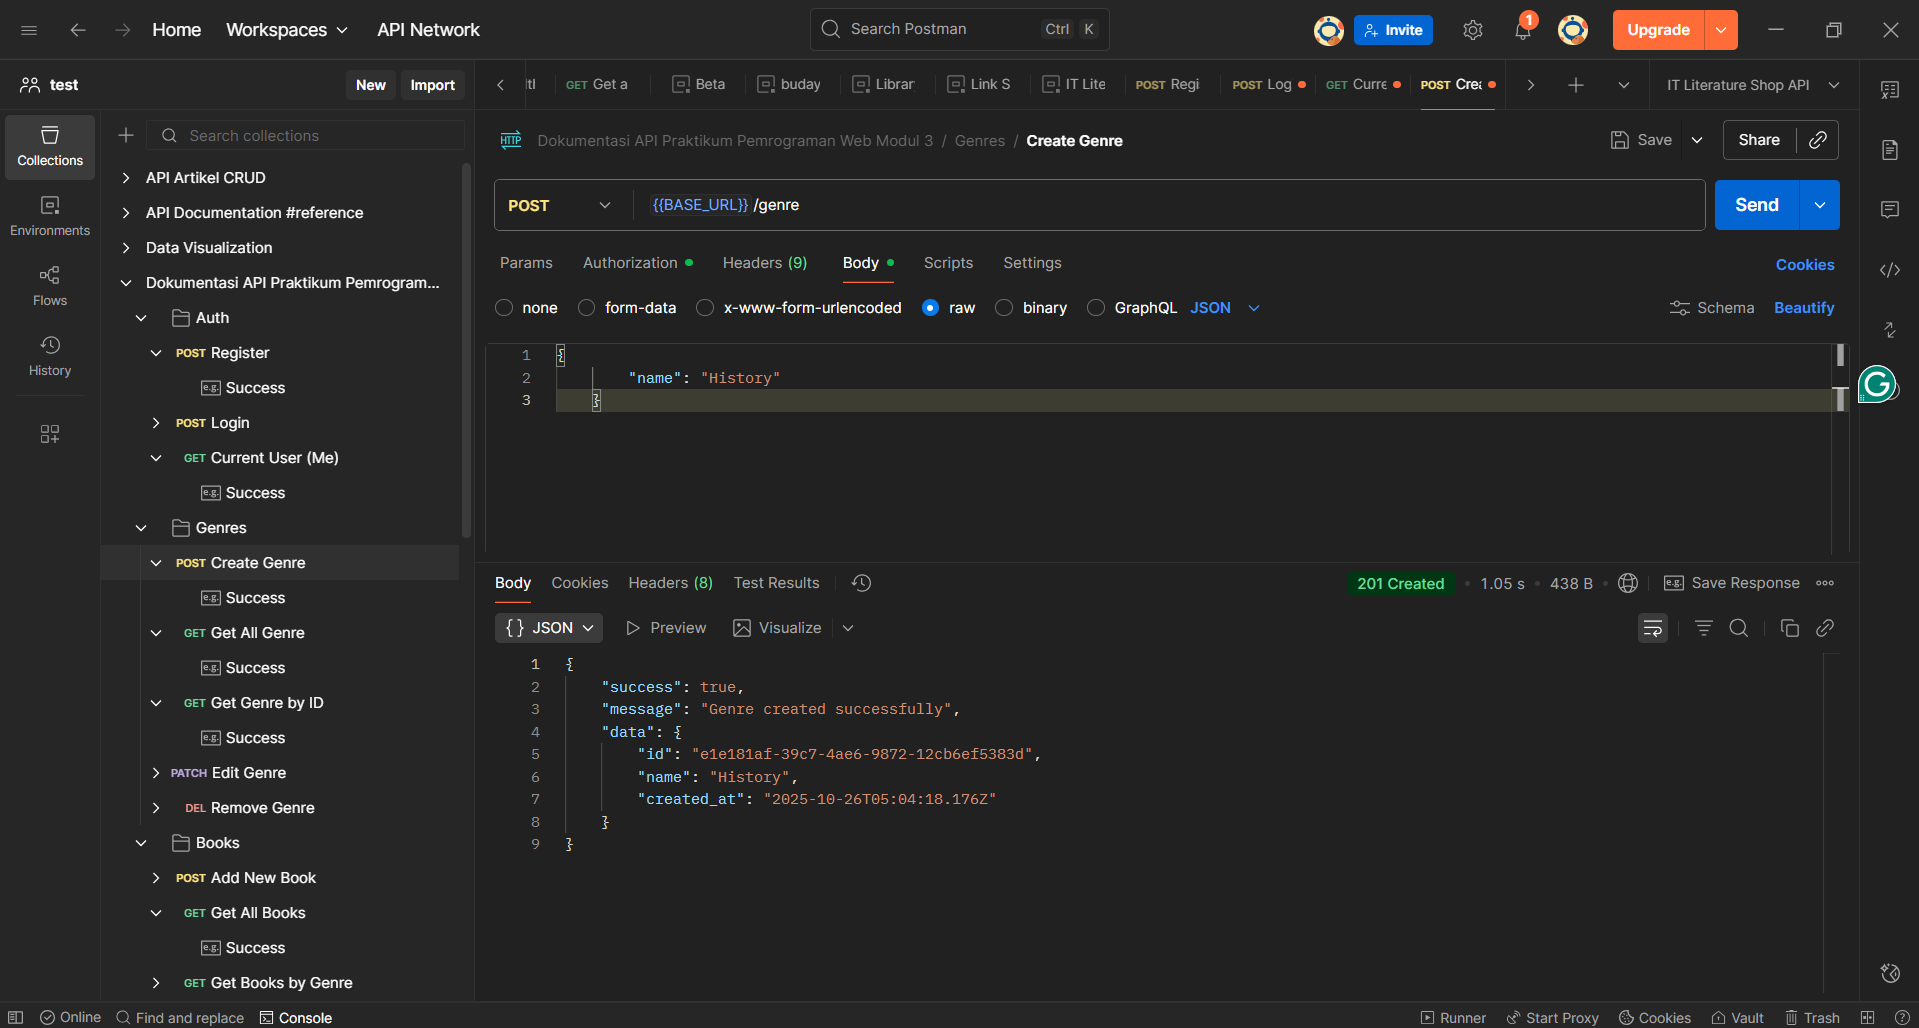 Home Workspaces API Network Search Postman Ctrl K Invite 1 Upgrade
test New Import GET Get a Beta buday Librar Link S IT Lite POST Regi POST Log GET Curre POST Crea IT Literature Shop API
Collections
Environments
Flows
History
Search collections
API Artikel CRUD
API Documentation #reference
Data Visualization
Dokumentasi API Praktikum Pemrogram...
Auth
POST Register
e.g. Success
POST Login
GET Current User (Me)
e.g. Success
Genres
POST Create Genre
e.g. Success
GET Get All Genre
e.g. Success
GET Get Genre by ID
e.g. Success
PATCH Edit Genre
DEL Remove Genre
Books
POST Add New Book
GET Get All Books
e.g. Success
GET Get Books by Genre
HTTP Dokumentasi API Praktikum Pemrograman Web Modul 3 / Genres / Create Genre Save Share
POST {{BASE_URL}} /genre Send
Params Authorization Headers (9) Body Scripts Settings Cookies
none form-data x-www-form-urlencoded raw binary GraphQL JSON Schema Beautify
1 {
2 "name": "History"
3 }
Body Cookies Headers (8) Test Results 201 Created 1.05 s 438 B e.g. Save Response
{} JSON Preview Visualize
1 {
2 "success": true,
3 "message": "Genre created successfully",
4 "data": {
5 "id": "e1e181af-39c7-4ae6-9872-12cb6ef5383d",
6 "name": "History",
7 "created_at": "2025-10-26T05:04:18.176Z"
8 }
9 }
Online Find and replace Console Runner Start Proxy Cookies Vault Trash